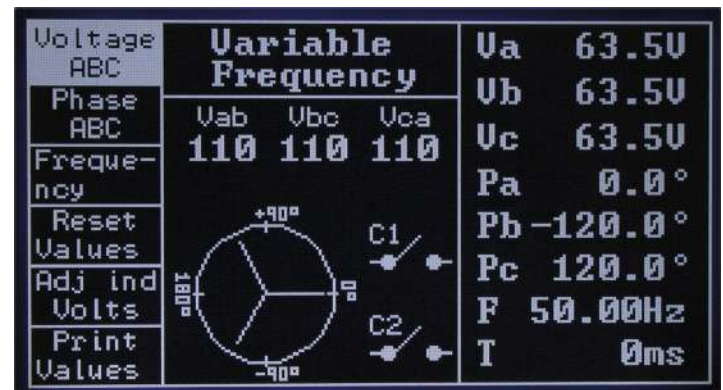 Voltage
ABC
Phase
ABC
Freque-
ncy
Reset
Values
Adj ind
Volts
Print
Values
Variable
Frequency
Vab Vbc Vca
110 110 110
+90°
180°
0°
-90°
C1
C2
Va 63.5V
Vb 63.5V
Vc 63.5V
Pa 0.0°
Pb -120.0°
Pc 120.0°
F 50.00Hz
T 0ms